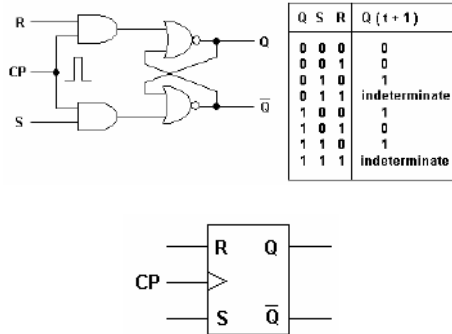 R
CP
S
Q
Q̅
Q S R Q ( t + 1 )
0 0 0 0
0 0 1 0
0 1 0 1
0 1 1 indeterminate
1 0 0 1
1 0 1 0
1 1 0 1
1 1 1 indeterminate
R Q
CP
S Q̅